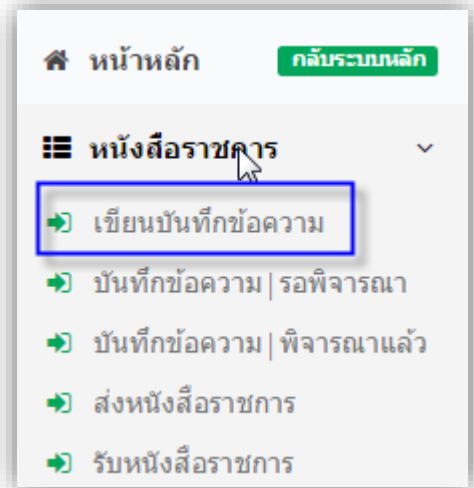 หน้าหลัก กลับระบบหลัก
หนังสือราชการ
เขียนบันทึกข้อความ
บันทึกข้อความ | รอพิจารณา
บันทึกข้อความ | พิจารณาแล้ว
ส่งหนังสือราชการ
รับหนังสือราชการ